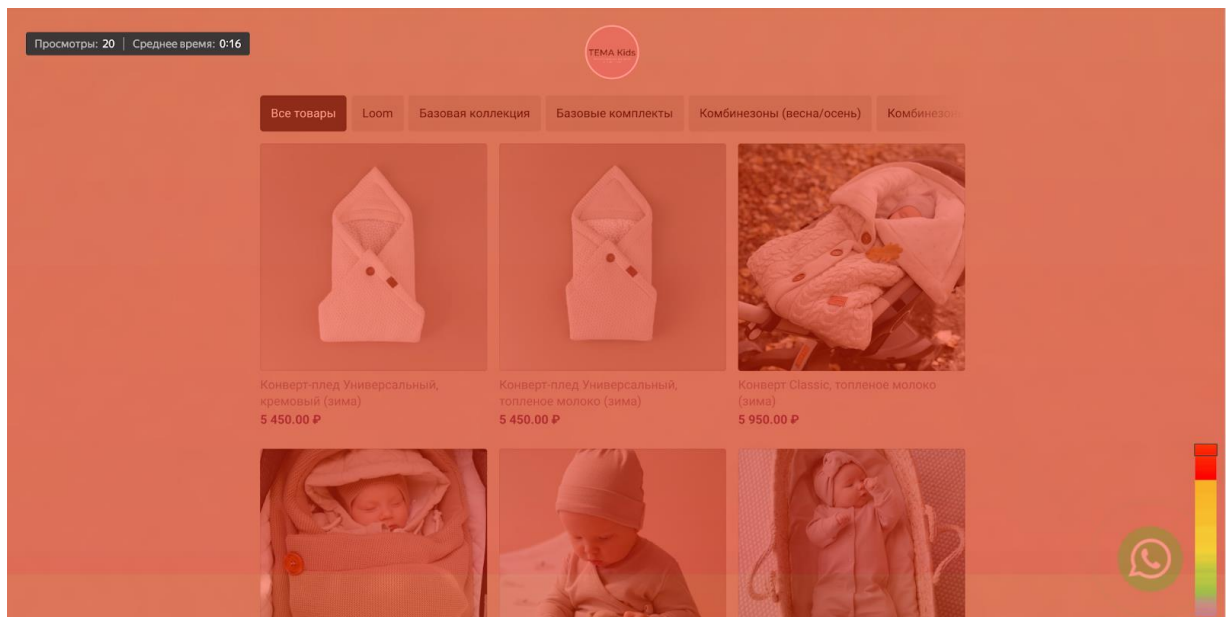 Просмотры: 20 | Среднее время: 0:16
TEMA Kids
Все товары
Loom
Базовая коллекция
Базовые комплекты
Комбинезоны (весна/осень)
Комбинезон
Конверт-плед Универсальный,
кремовый (зима)
5 450.00 ₽
Конверт-плед Универсальный,
топленое молоко (зима)
5 450.00 ₽
Конверт Classic, топленое молоко
(зима)
5 950.00 ₽